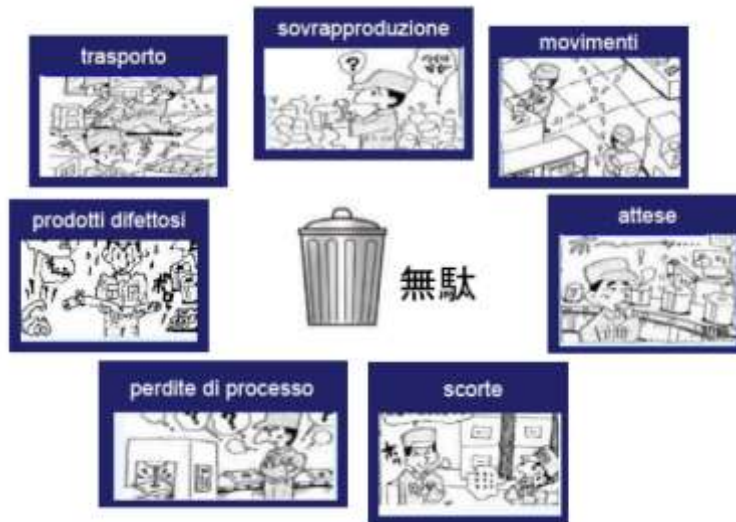 sovrapproduzione
trasporto
movimenti
prodotti difettosi
attese
無駄
perdite di processo
scorte